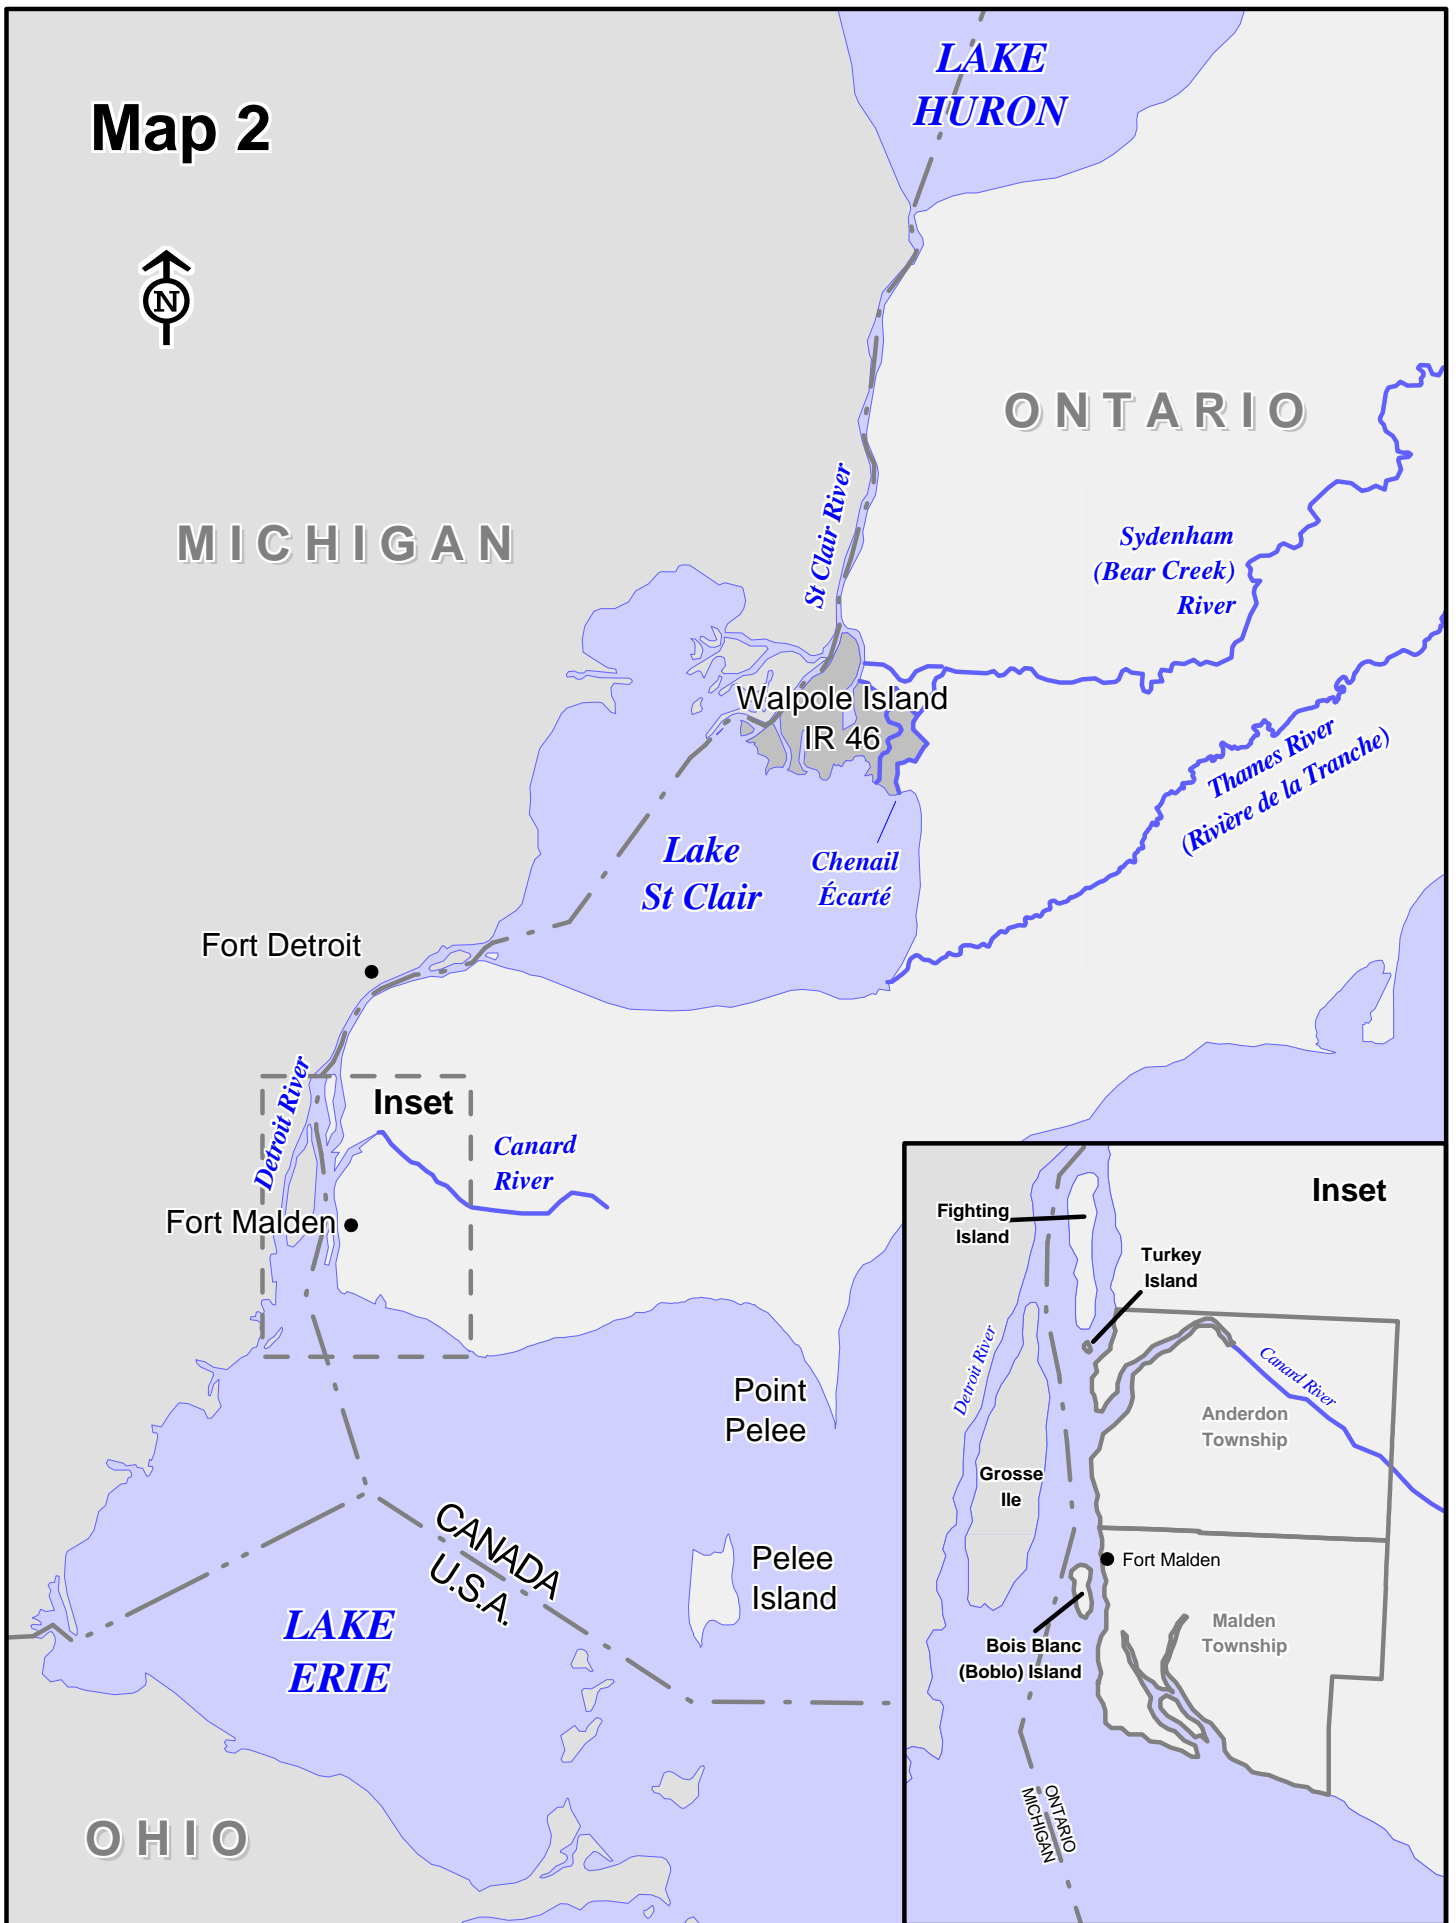 LAKE
HURON
Map 2
N
ONTARIO
MICHIGAN
St Clair River
Sydenham
(Bear Creek)
River
Walpole Island
IR 46
Thames River
(Rivière de la Tranche)
Lake
St Clair
Chenail
Écarté
Fort Detroit
Detroit River
Inset
Canard
River
Fort Malden
Point
Pelee
CANADA
U.S.A.
Pelee
Island
LAKE
ERIE
OHIO
Inset
Fighting
Island
Turkey
Island
Detroit River
Canard River
Anderdon
Township
Grosse
Ile
Fort Malden
Malden
Township
Bois Blanc
(Boblo) Island
ONTARIO
MICHIGAN